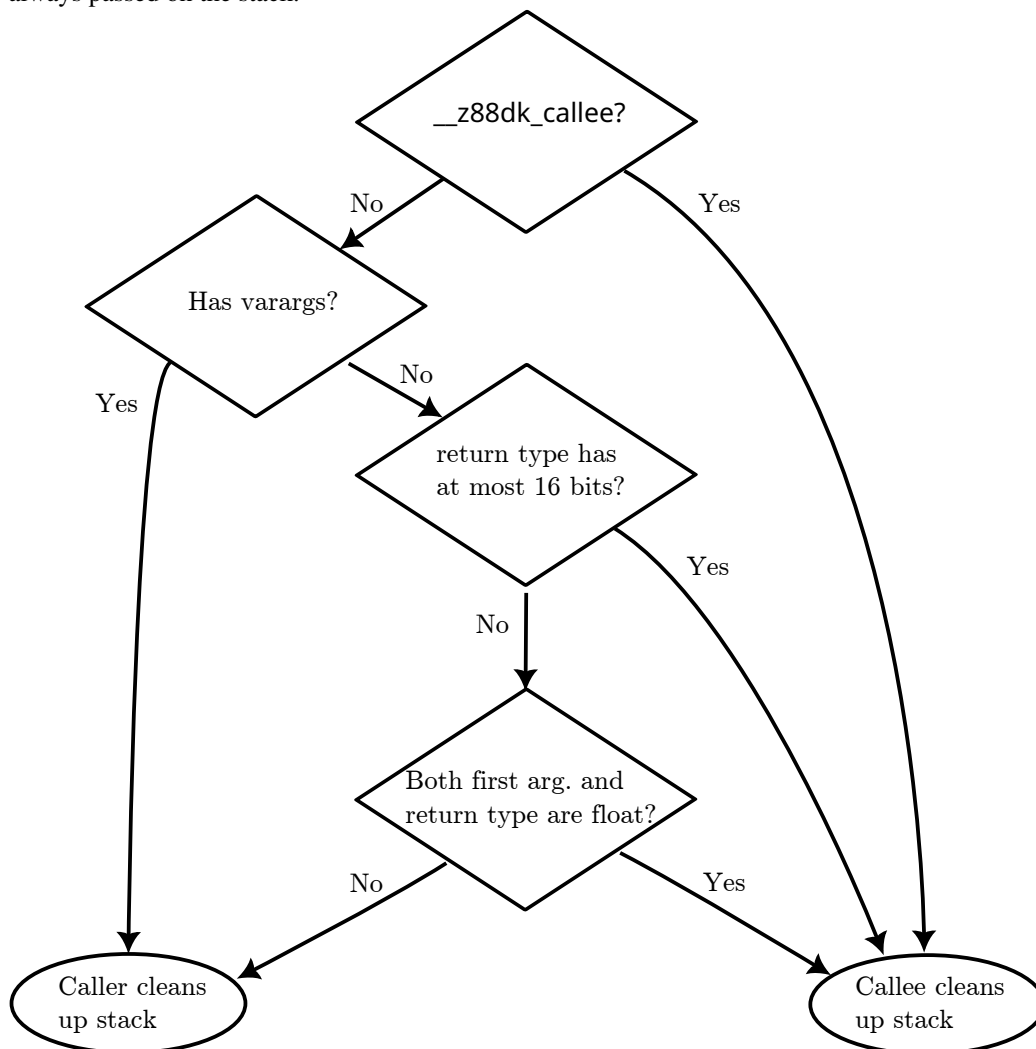 always passed on the stack.
__z88dk_callee?
No
Yes
Has varargs?
No
Yes
return type has
at most 16 bits?
Yes
No
Both first arg. and
return type are float?
No
Yes
Caller cleans
up stack
Callee cleans
up stack